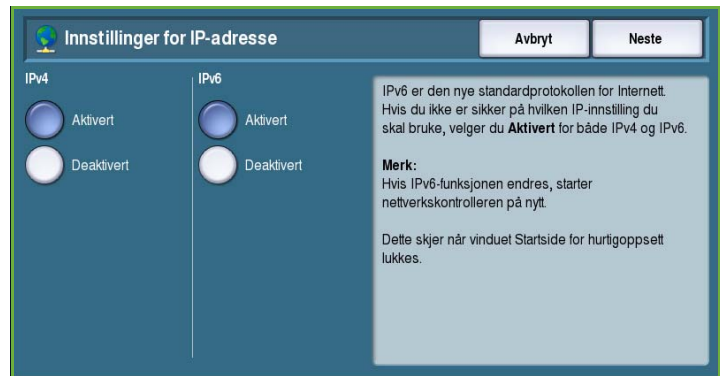 Innstillinger for IP-adresse
Avbryt
Neste
IPv4
Aktivert
Deaktivert
IPv6
Aktivert
Deaktivert
IPv6 er den nye standardprotokollen for Internett.
Hvis du ikke er sikker på hvilken IP-innstilling du
skal bruke, velger du Aktivert for både IPv4 og IPv6.
Merk:
Hvis IPv6-funksjonen endres, starter
nettverkskontrolleren på nytt.
Dette skjer når vinduet Startside for hurtigoppsett
lukkes.